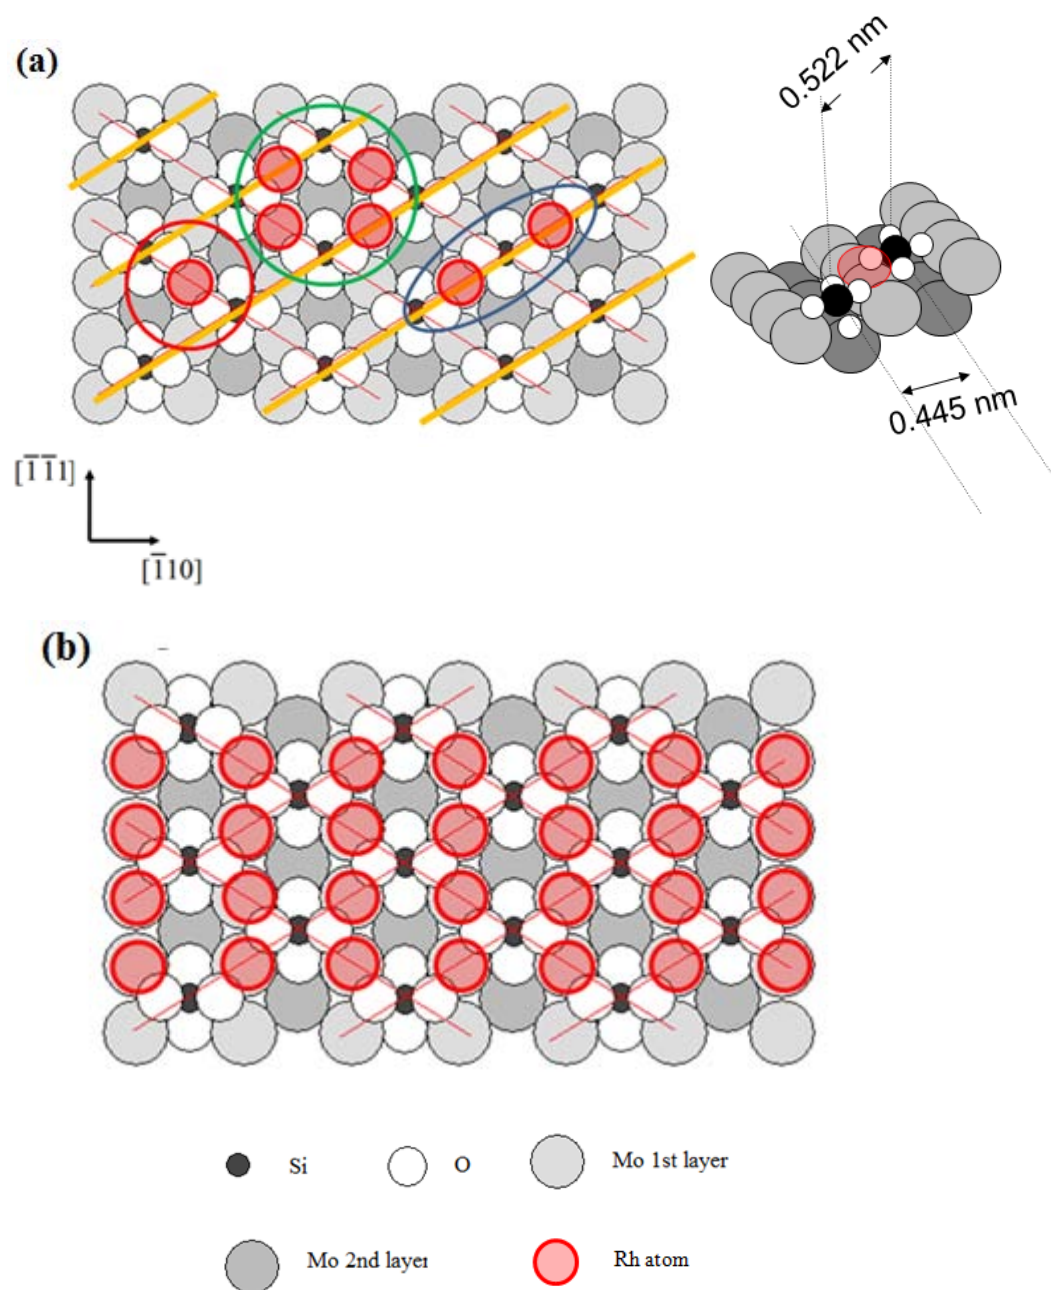 (a)
0.522 nm
0.445 nm
[1̅1̅1]
[1̅10]
(b)
Si
O
Mo 1st layer
Mo 2nd layer
Rh atom